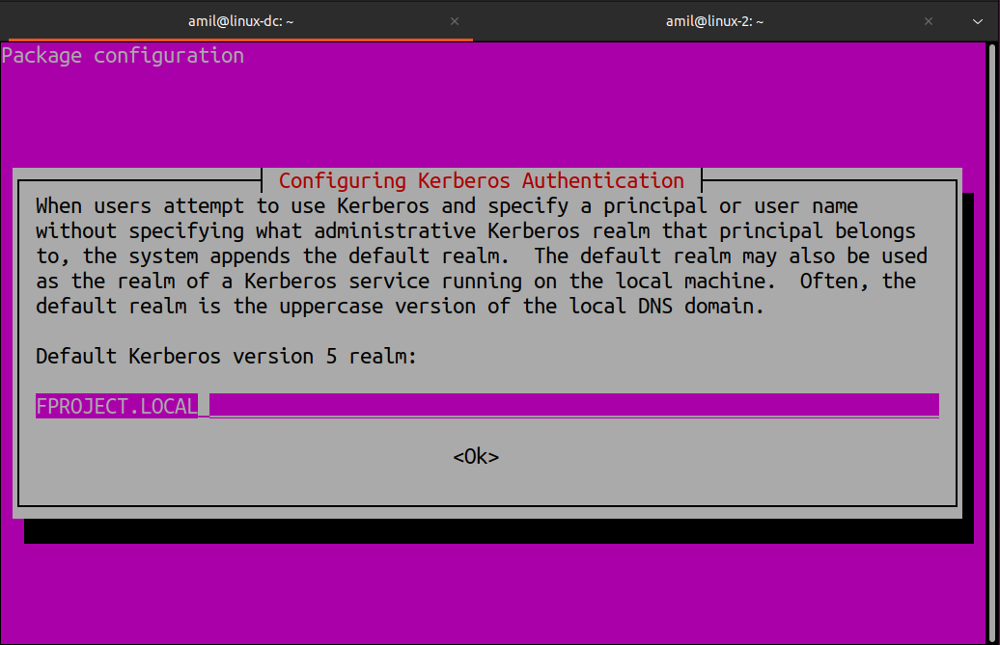 amil@linux-dc: ~
amil@linux-2: ~
Package configuration
Configuring Kerberos Authentication
When users attempt to use Kerberos and specify a principal or user name
without specifying what administrative Kerberos realm that principal belongs
to, the system appends the default realm.  The default realm may also be used
as the realm of a Kerberos service running on the local machine.  Often, the
default realm is the uppercase version of the local DNS domain.
Default Kerberos version 5 realm:
FPROJECT.LOCAL
<Ok>